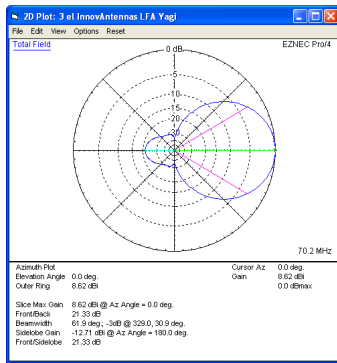 2D Plot: 3 el InnovAntennas LFA Yagi
File Edit View Options Reset
Total Field
EZNEC Pro/4
0 dB
-5
-10
-15
-20
-30
70.2 MHz
Azimuth Plot
Elevation Angle 0.0 deg.
Outer Ring 8.62 dBi
Cursor Az 0.0 deg.
Gain 8.62 dBi
0.0 dBmax
Slice Max Gain 8.62 dBi @ Az Angle = 0.0 deg.
Front/Back 21.33 dB
Beamwidth 61.9 deg.; -3dB @ 329.0, 30.9 deg.
Sidelobe Gain -12.71 dBi @ Az Angle = 180.0 deg.
Front/Sidelobe 21.33 dB